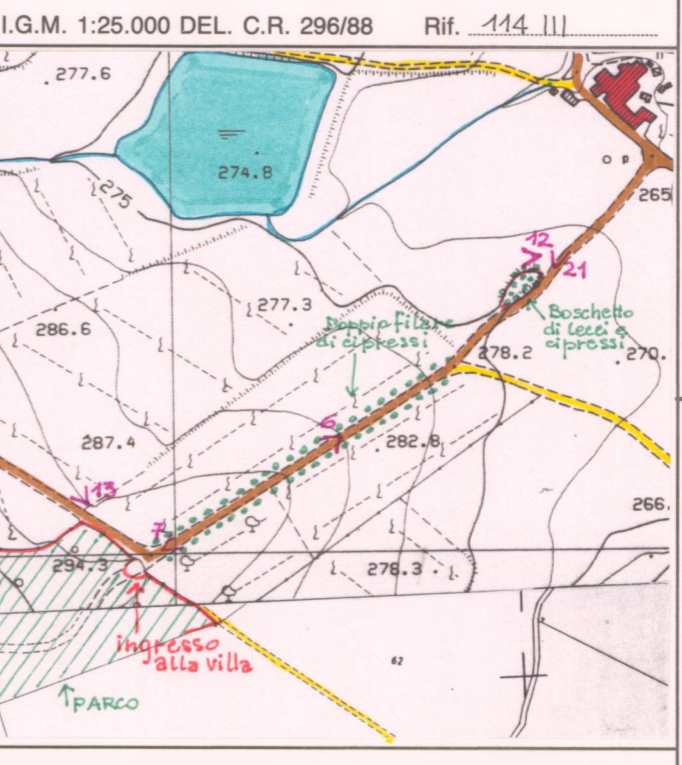 I.G.M. 1:25.000 DEL. C.R. 296/88 Rif. 114 III
277.6
274.8
275
265
12
21
277.3
286.6
Doppio filare
di cipressi
Boschetto
di lecci e
cipressi
278.2
270.
6
287.4
282.8
13
7
266.
294.3
278.3
ingresso
alla villa
62
PARCO